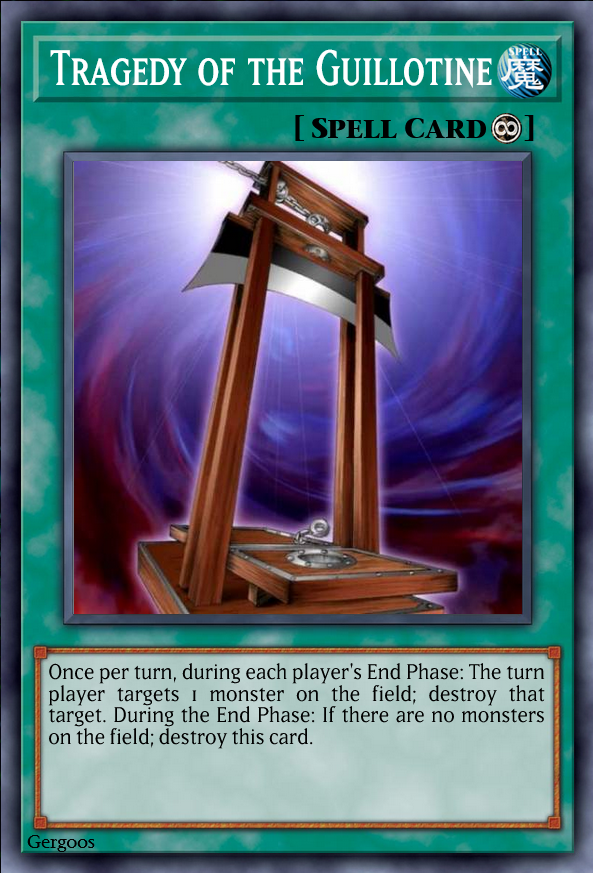 Tragedy of the Guillotine
SPELL
魔
[ Spell Card ]
Once per turn, during each player's End Phase: The turn
player targets 1 monster on the field; destroy that
target. During the End Phase: If there are no monsters
on the field; destroy this card.
Gergoos